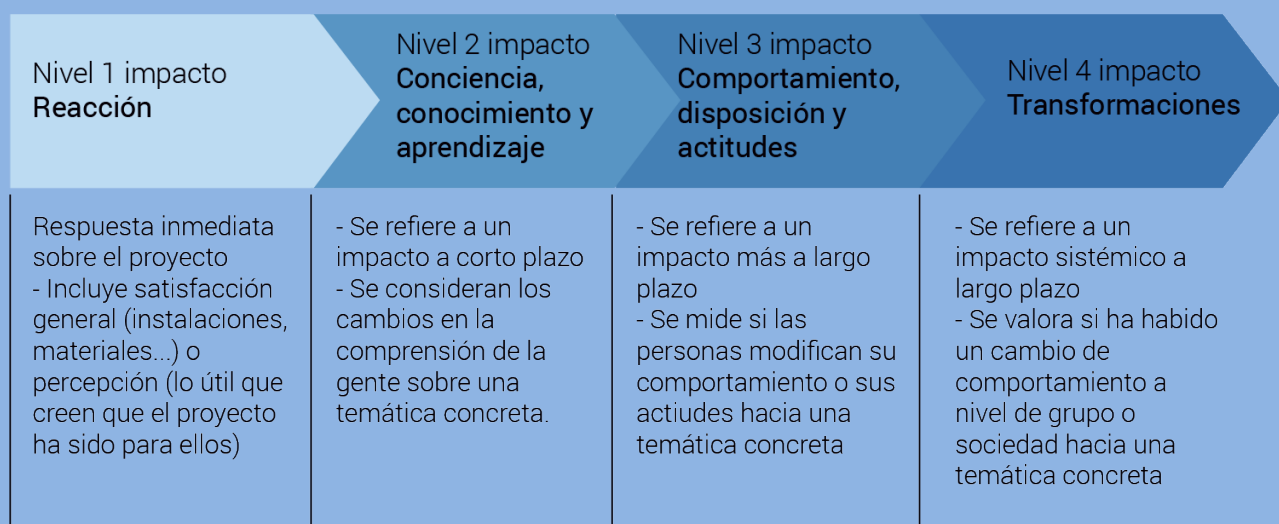 Nivel 1 impacto
Reacción
Nivel 2 impacto
Conciencia,
conocimiento y
aprendizaje
Nivel 3 impacto
Comportamiento,
disposición y
actitudes
Nivel 4 impacto
Transformaciones
Respuesta inmediata
sobre el proyecto
- Incluye satisfacción
general (instalaciones,
materiales...) o
percepción (lo útil que
creen que el proyecto
ha sido para ellos)
- Se refiere a un
impacto a corto plazo
- Se consideran los
cambios en la
comprensión de la
gente sobre una
temática concreta.
- Se refiere a un
impacto más a largo
plazo
- Se mide si las
personas modifican su
comportamiento o sus
actiudes hacia una
temática concreta
- Se refiere a un
impacto sistémico a
largo plazo
- Se valora si ha habido
un cambio de
comportamiento a
nivel de grupo o
sociedad hacia una
temática concreta